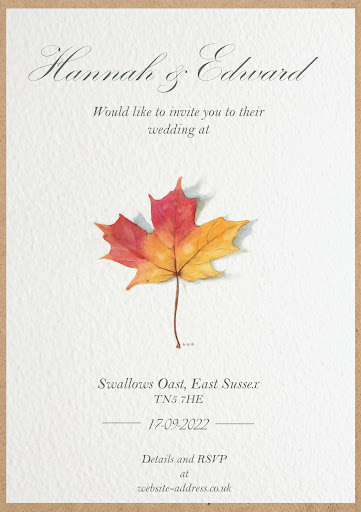 Hannah & Edward
Would like to invite you to their
wedding at
Swallows Oast, East Sussex
TN5 7HE
17-09-2022
Details and RSVP
at
website-address.co.uk